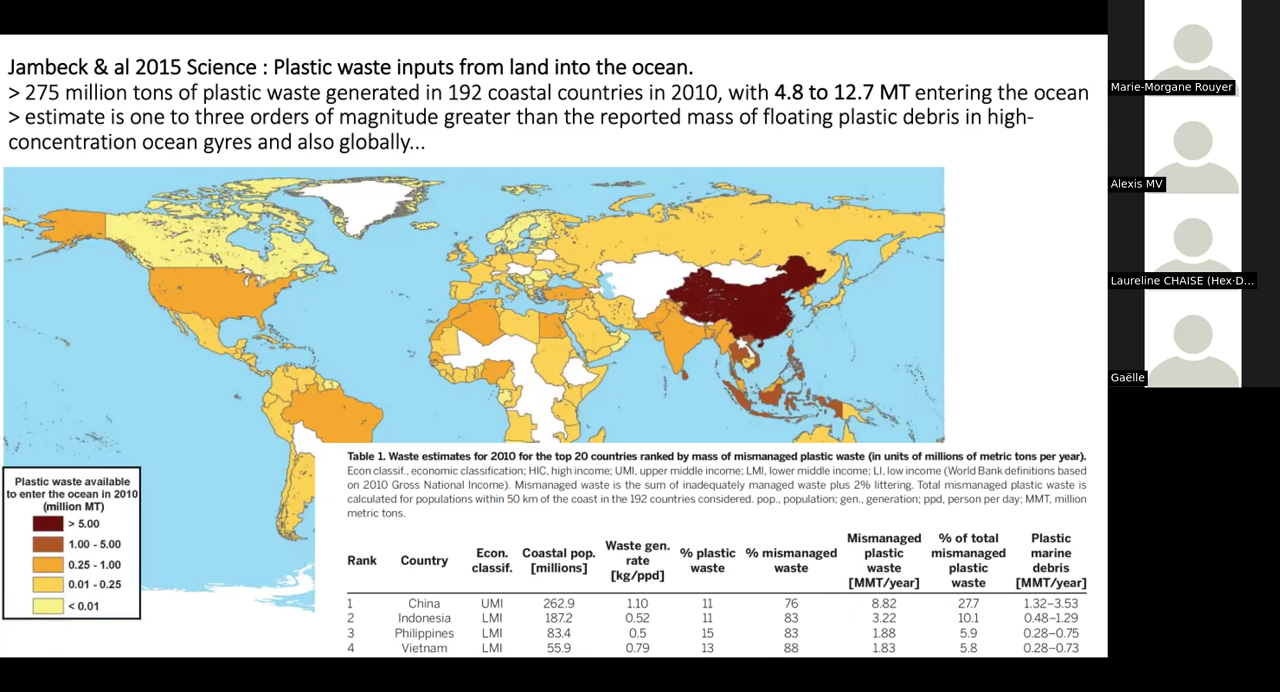 Jambeck & al 2015 Science : Plastic waste inputs from land into the ocean.
> 275 million tons of plastic waste generated in 192 coastal countries in 2010, with 4.8 to 12.7 MT entering the ocean
> estimate is one to three orders of magnitude greater than the reported mass of floating plastic debris in high-
concentration ocean gyres and also globally...
Marie-Morgane Rouyer
Alexis MV
Laureline CHAISE (Hex-D...
Gaëlle
Plastic waste available
to enter the ocean in 2010
(million MT)
> 5.00
1.00 - 5.00
0.25 - 1.00
0.01 - 0.25
< 0.01
Table 1. Waste estimates for 2010 for the top 20 countries ranked by mass of mismanaged plastic waste (in units of millions of metric tons per year).
Econ classif., economic classification; HIC, high income; UMI, upper middle income; LMI, lower middle income; LI, low income (World Bank definitions based
on 2010 Gross National Income). Mismanaged waste is the sum of inadequately managed waste plus 2% littering. Total mismanaged plastic waste is
calculated for populations within 50 km of the coast in the 192 countries considered. pop., population; gen., generation; ppd, person per day; MMT, million
metric tons.
Rank Country Econ. classif. Coastal pop. [millions] Waste gen. rate [kg/ppd] % plastic waste % mismanaged waste Mismanaged plastic waste [MMT/year] % of total mismanaged plastic waste Plastic marine debris [MMT/year]
1 China UMI 262.9 1.10 11 76 8.82 27.7 1.32–3.53
2 Indonesia LMI 187.2 0.52 11 83 3.22 10.1 0.48–1.29
3 Philippines LMI 83.4 0.5 15 83 1.88 5.9 0.28–0.75
4 Vietnam LMI 55.9 0.79 13 88 1.83 5.8 0.28–0.73